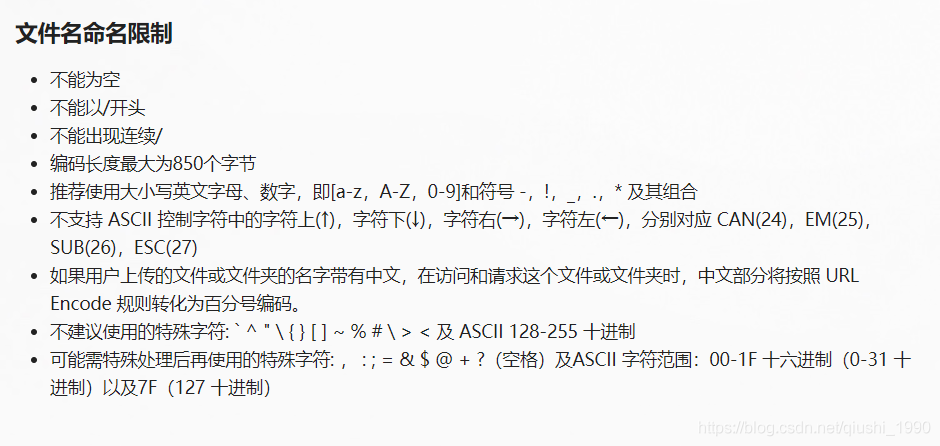 文件名命名限制
• 不能为空
• 不能以/开头
• 不能出现连续/
• 编码长度最大为850个字节
• 推荐使用大小写英文字母、数字，即[a-z，A-Z，0-9]和符号 -，!，_，.，* 及其组合
• 不支持 ASCII 控制字符中的字符上(↑)，字符下(↓)，字符右(→)，字符左(←)，分别对应 CAN(24)，EM(25)，
SUB(26)，ESC(27)
• 如果用户上传的文件或文件夹的名字带有中文，在访问和请求这个文件或文件夹时，中文部分将按照 URL
Encode 规则转化为百分号编码。
• 不建议使用的特殊字符: ` ^ " \ { } [ ] ~ % # \ > < 及 ASCII 128-255 十进制
• 可能需特殊处理后再使用的特殊字符: ， : ; = & $ @ + ?（空格）及ASCII 字符范围：00-1F 十六进制（0-31 十
进制）以及7F（127 十进制）
https://blog.csdn.net/qiushi_1990